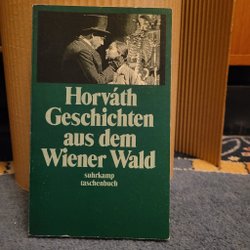 Horváth
Geschichten
aus dem
Wiener Wald
suhrkamp
taschenbuch